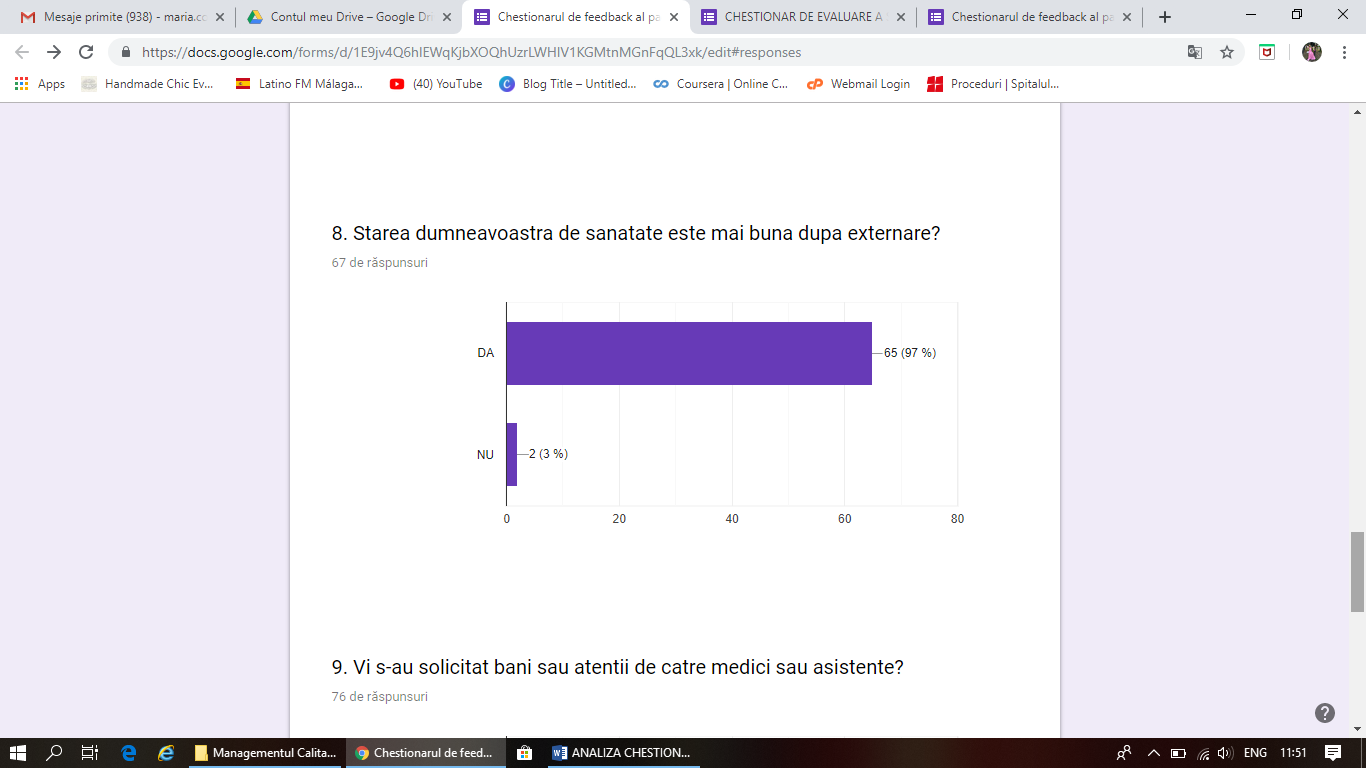 Mesaje primite (938) - maria.co
Contul meu Drive – Google Dri
Chestionarul de feedback al pa
CHESTIONAR DE EVALUARE A S
Chestionarul de feedback al pa
https://docs.google.com/forms/d/1E9jv4Q6hIEWqKjbXOQhUzrLWHIV1KGMtnMGnFqQL3xk/edit#responses
Apps
Handmade Chic Ev...
Latino FM Málaga...
(40) YouTube
Blog Title – Untitled...
Coursera | Online C...
Webmail Login
Proceduri | Spitalul...
8. Starea dumneavoastra de sanatate este mai buna dupa externare?
67 de răspunsuri
DA
65 (97 %)
NU
2 (3 %)
0 20 40 60 80
9. Vi s-au solicitat bani sau atentii de catre medici sau asistente?
76 de răspunsuri
Managementul Calita...
Chestionarul de feed...
ANALIZA CHESTION...
ENG
11:51